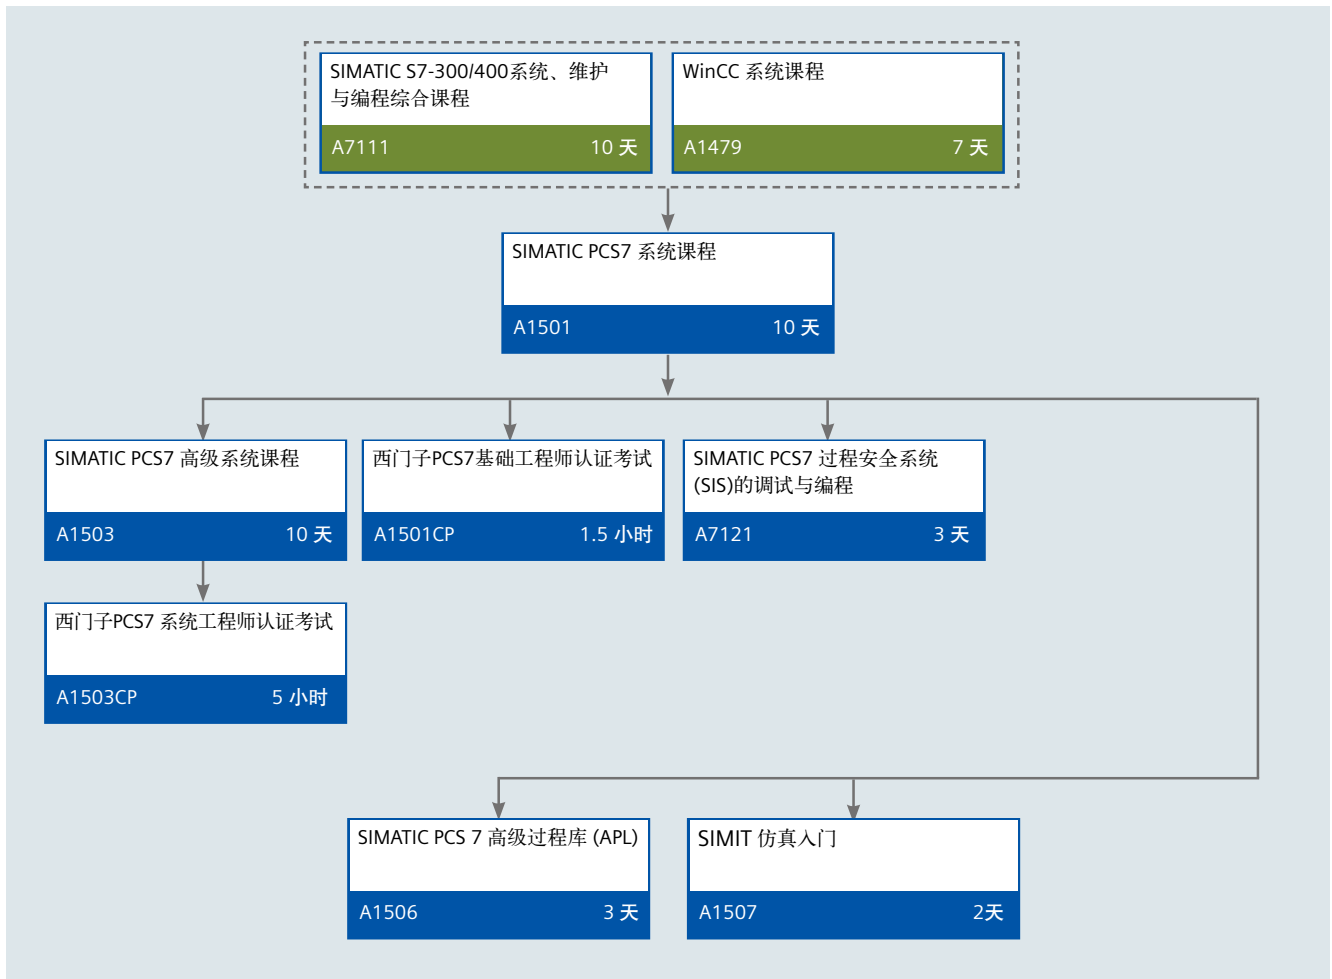 SIMATIC S7-300/400系统、维护
与编程综合课程
A7111 10 天
WinCC 系统课程
A1479 7 天
SIMATIC PCS7 系统课程
A1501 10 天
SIMATIC PCS7 高级系统课程
A1503 10 天
西门子PCS7基础工程师认证考试
A1501CP 1.5 小时
SIMATIC PCS7 过程安全系统
(SIS)的调试与编程
A7121 3 天
西门子PCS7 系统工程师认证考试
A1503CP 5 小时
SIMATIC PCS 7 高级过程库 (APL)
A1506 3 天
SIMIT 仿真入门
A1507 2天